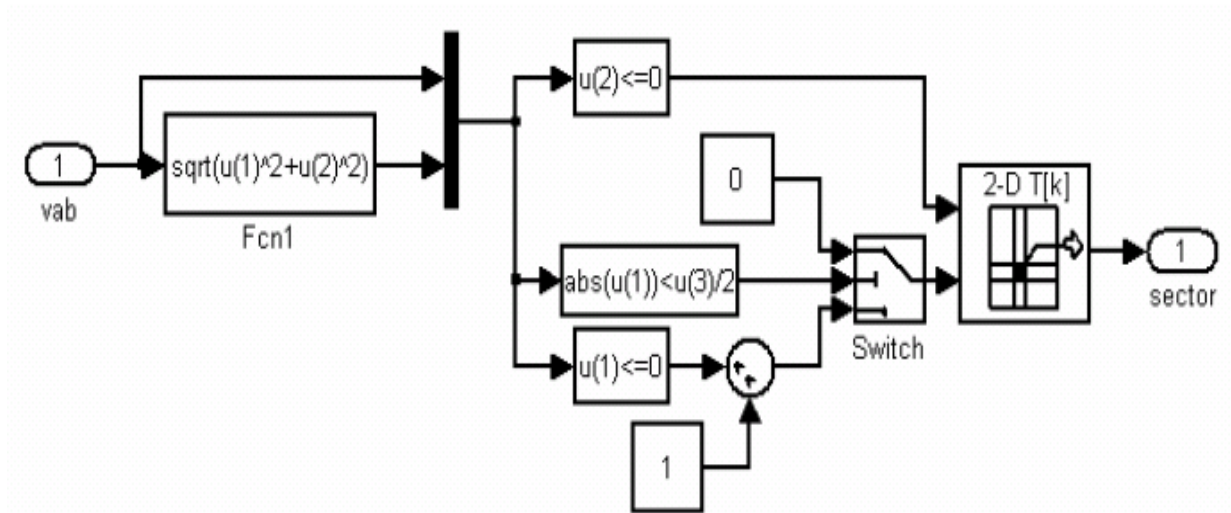 1
vab
sqrt(u(1)^2+u(2)^2)
Fcn1
u(2)<=0
0
abs(u(1))<u(3)/2
u(1)<=0
1
Switch
2-D T[k]
1
sector